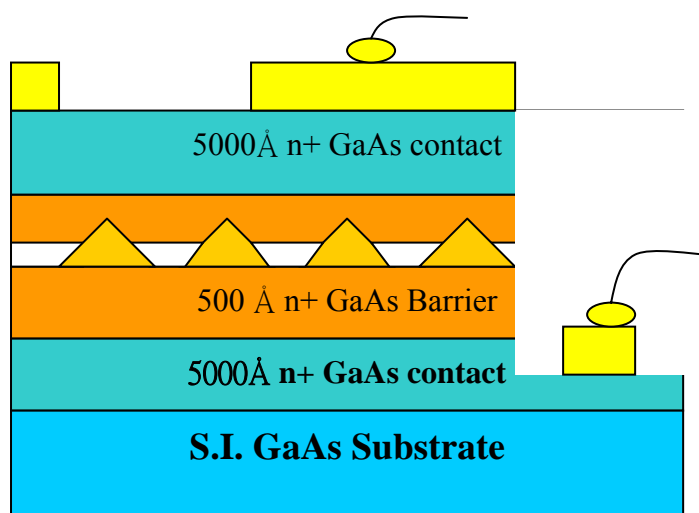 5000Å n+ GaAs contact
500 Å n+ GaAs Barrier
5000Å n+ GaAs contact
S.I. GaAs Substrate